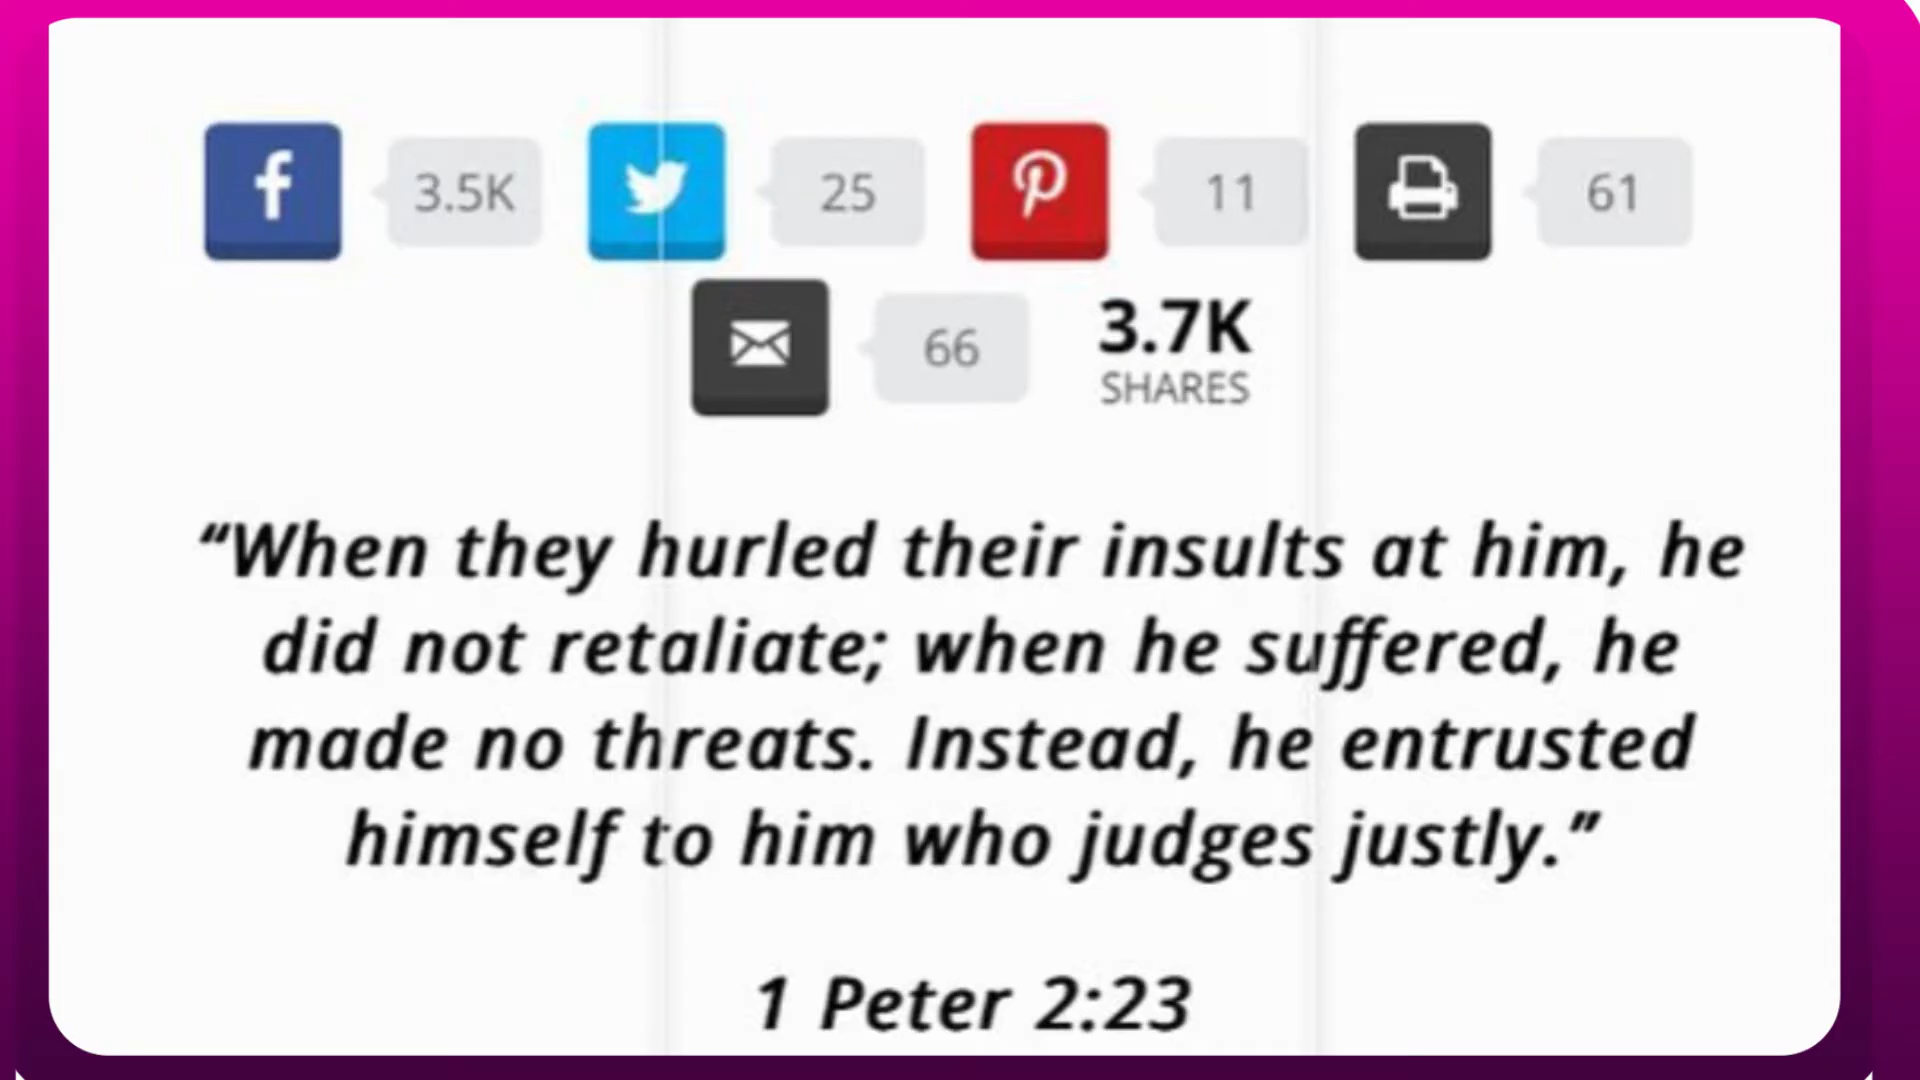 3.5K 25 11 61
66 3.7K
SHARES
“When they hurled their insults at him, he
did not retaliate; when he suffered, he
made no threats. Instead, he entrusted
himself to him who judges justly.”
1 Peter 2:23